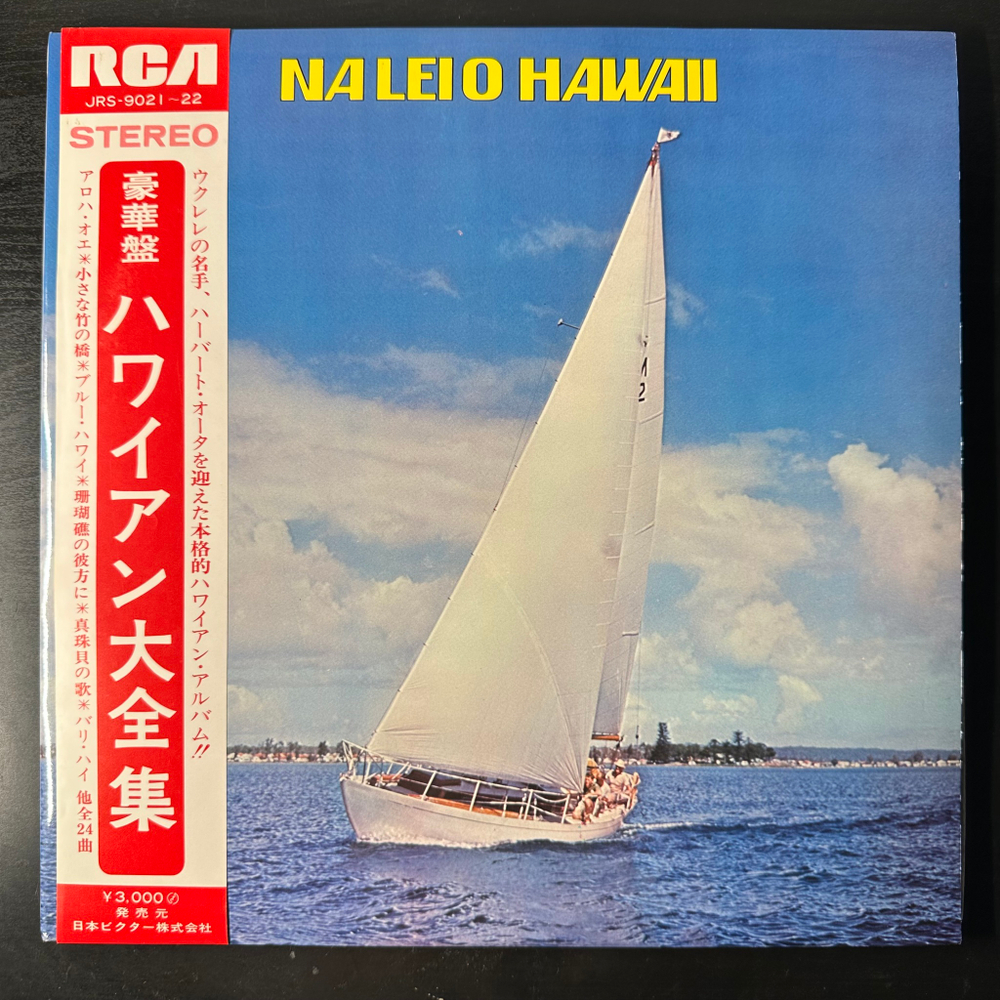 RCA
JRS-9021~22
STEREO
NA LEI O HAWAII
ウクレレの名手、ハーバート・オータを迎えた本格的ハワイアン・アルバム!!
豪華盤 ハワイアン大全集
アロハ・オエ＊小さな竹の橋＊ブルー・ハワイ＊珊瑚礁の彼方に＊真珠貝の歌＊バリ・ハイ 他全24曲
¥3,000
発売元
日本ビクター株式会社
2